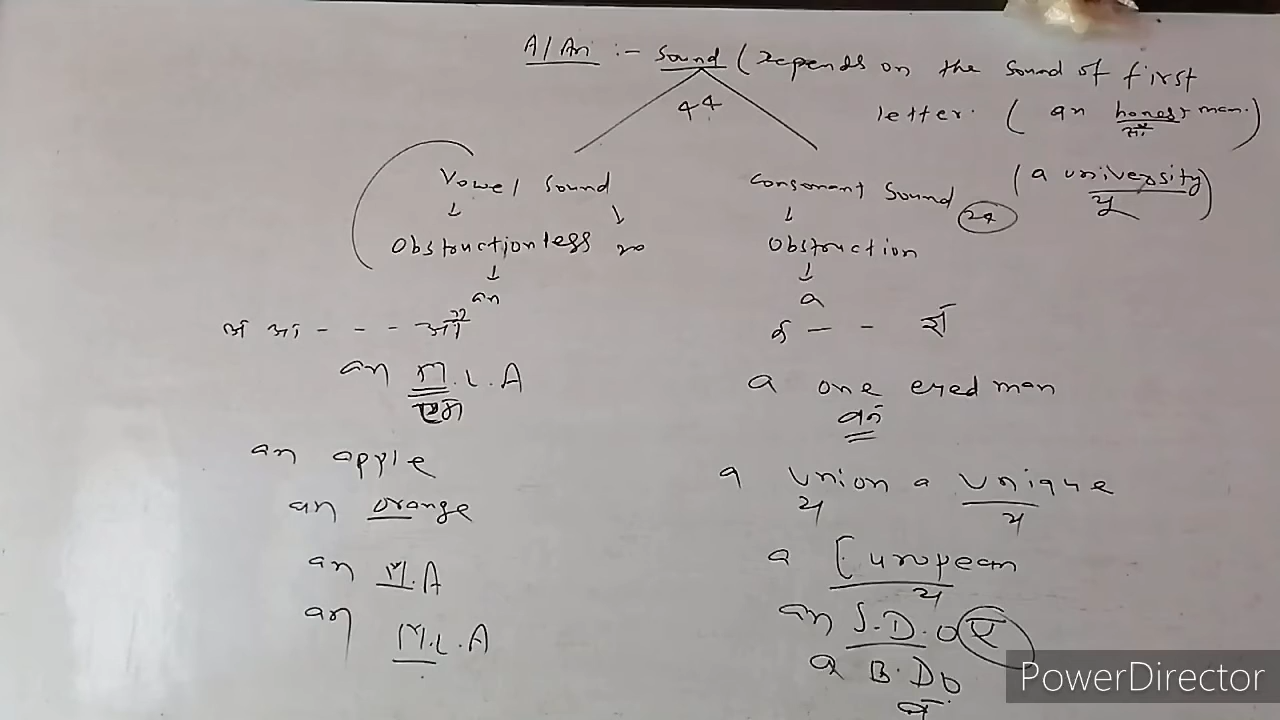 A/An :- Sound (Depends on the sound of first
letter. (an honest man.)
ऑ
44
(a university)
यू
Vowel Sound
Consonant Sound 24
Obstructionless 20
Obstruction
an
a
अ आ - - - औ
क - - र्श
an M.L.A
एम
a one eyed man
वन
an apple
a union a unique
य य
an orange
a European
य
an M.A
an S.D.O ए
an M.L.A
a B.DO
ब
PowerDirector